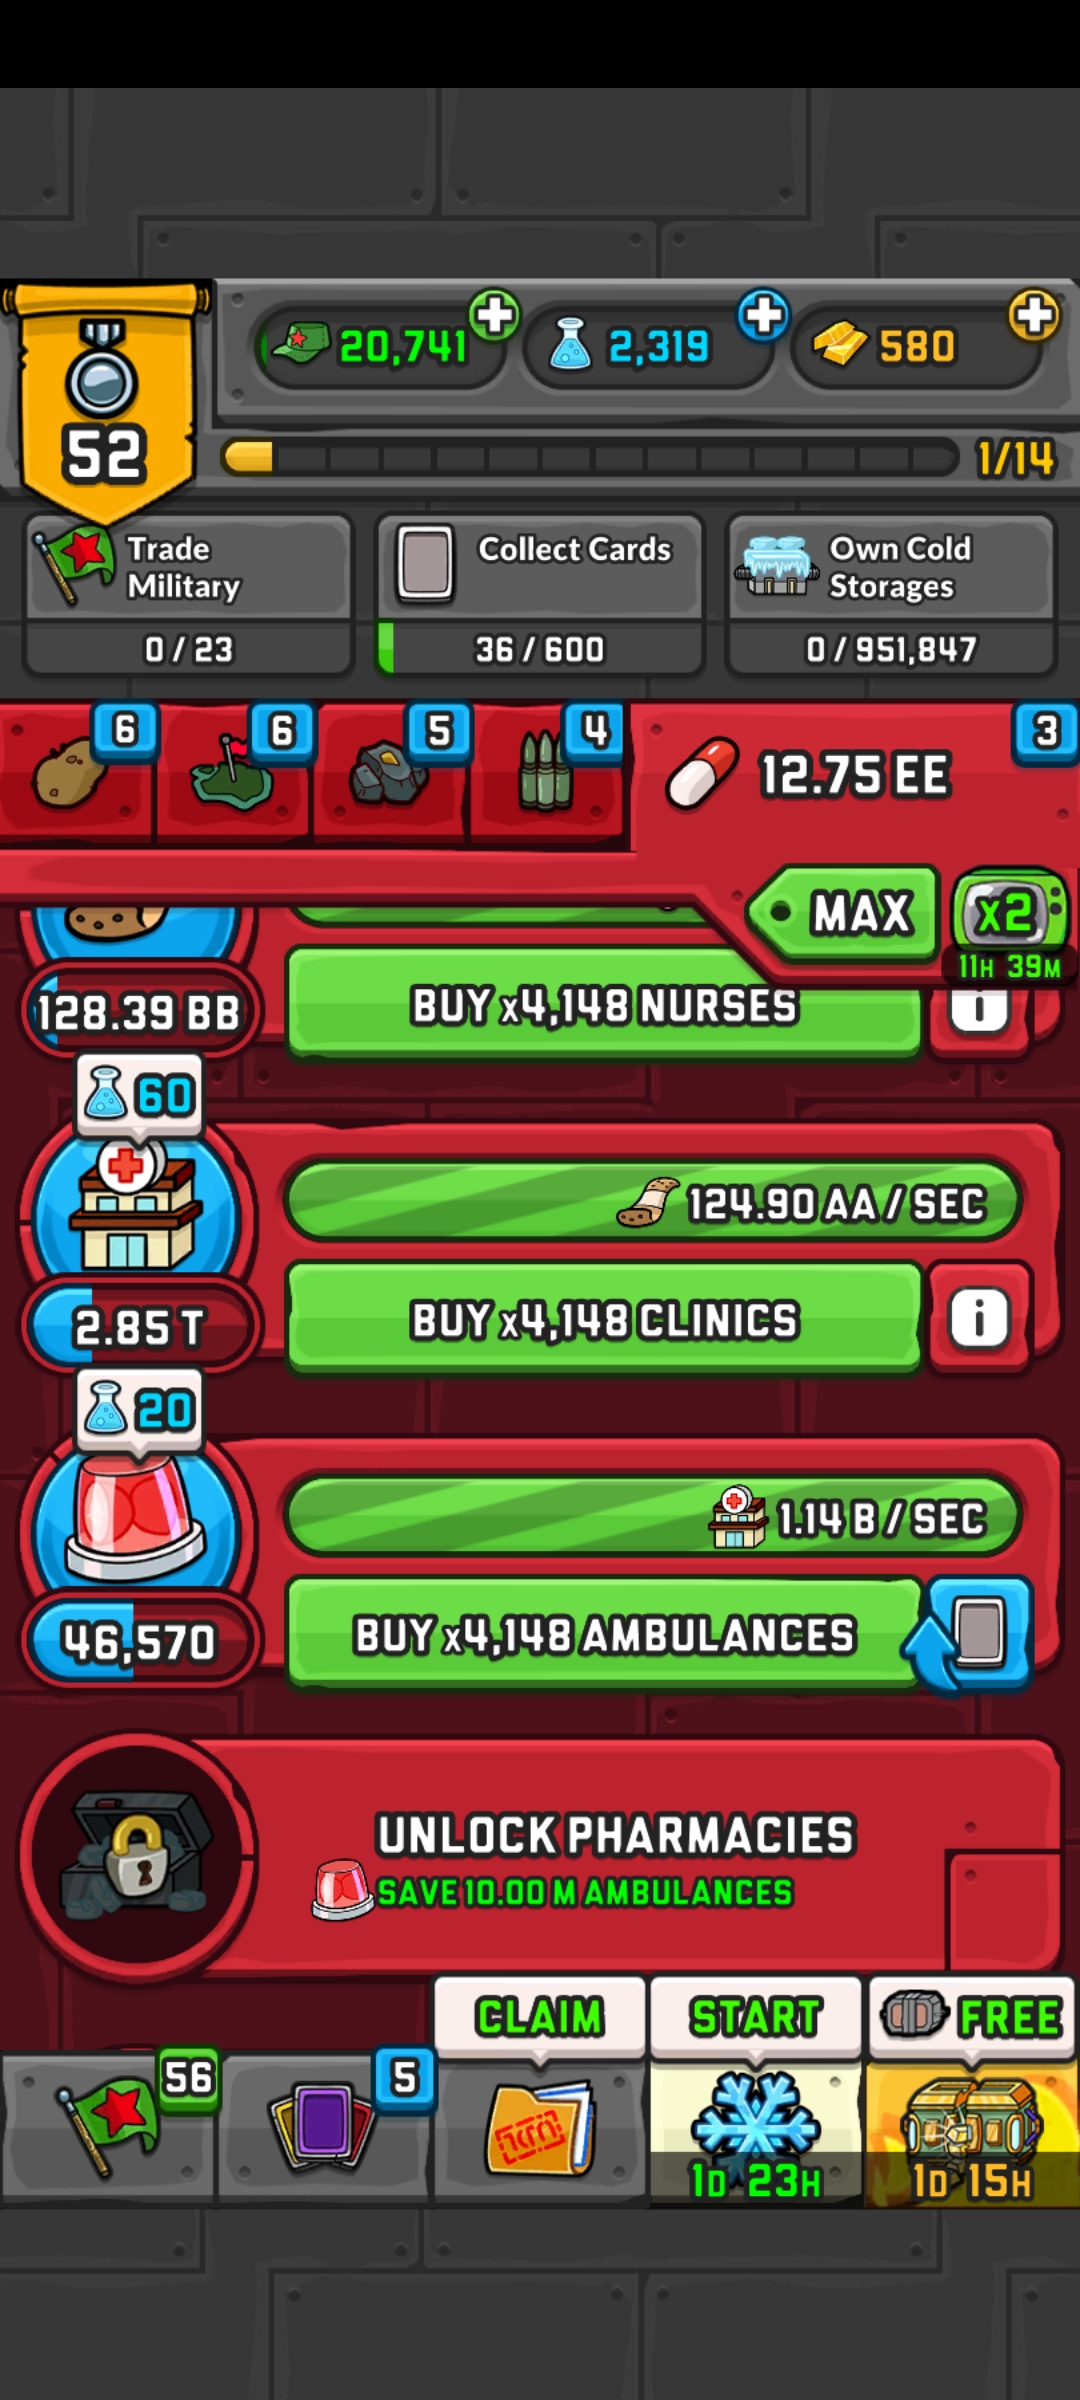 20,741
2,319
580
52
1/14
Trade
Military
0 / 23
Collect Cards
36 / 600
Own Cold
Storages
0 / 951,847
6
6
5
4
3
12.75 EE
MAX
x2
11H 39M
128.39 BB
BUY x4,148 NURSES
i
60
124.90 AA / SEC
2.85 T
BUY x4,148 CLINICS
i
20
1.14 B / SEC
46,570
BUY x4,148 AMBULANCES
UNLOCK PHARMACIES
SAVE 10.00 M AMBULANCES
CLAIM
START
FREE
56
5
1D 23H
1D 15H